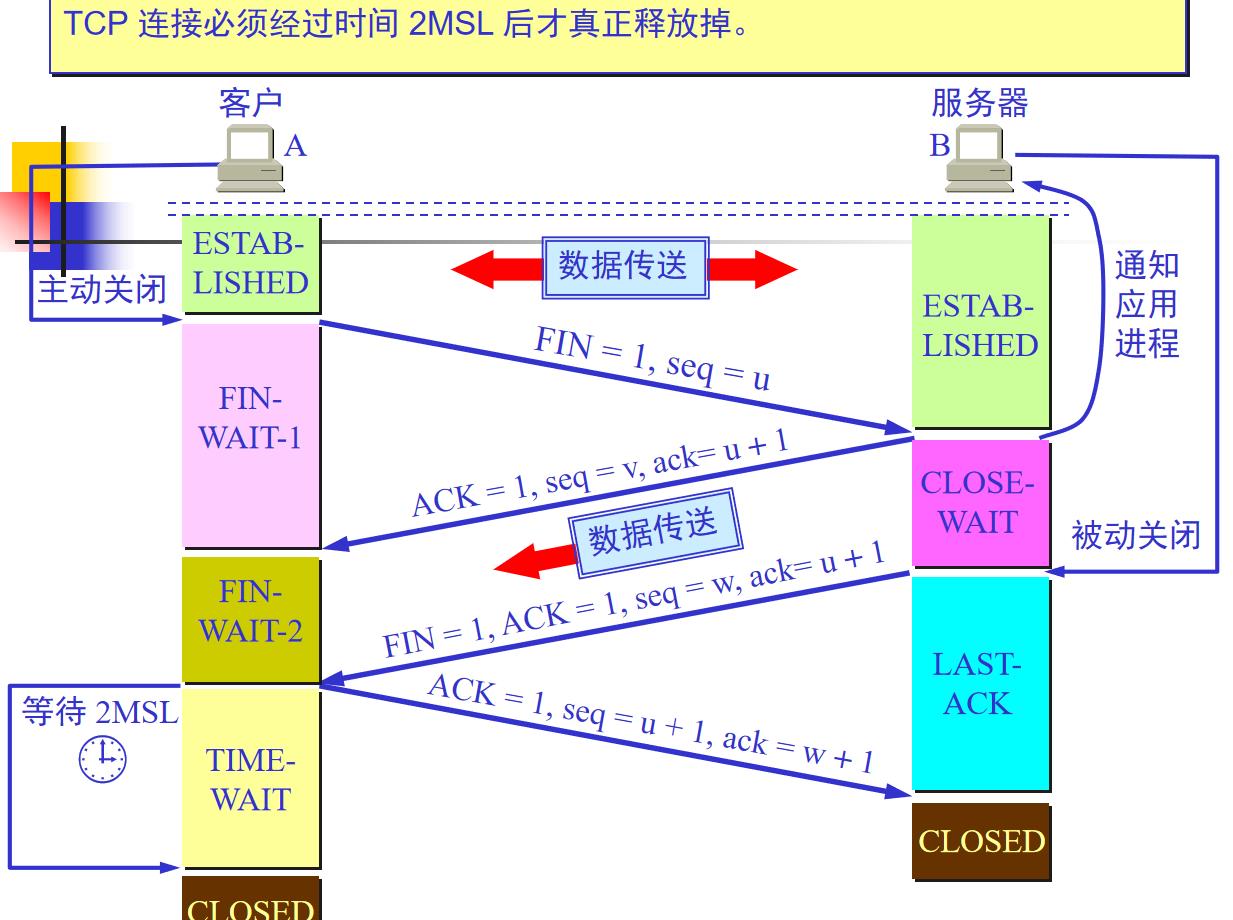 TCP 连接必须经过时间 2MSL 后才真正释放掉。
客户
服务器
A
B
ESTAB-
LISHED
数据传送
通知
应用
进程
主动关闭
ESTAB-
LISHED
FIN = 1, seq = u
FIN-
WAIT-1
ACK = 1, seq = v, ack= u + 1
CLOSE-
WAIT
数据传送
被动关闭
FIN-
WAIT-2
FIN = 1, ACK = 1, seq = w, ack= u + 1
LAST-
ACK
ACK = 1, seq = u + 1, ack = w + 1
等待 2MSL
TIME-
WAIT
CLOSED
CLOSED